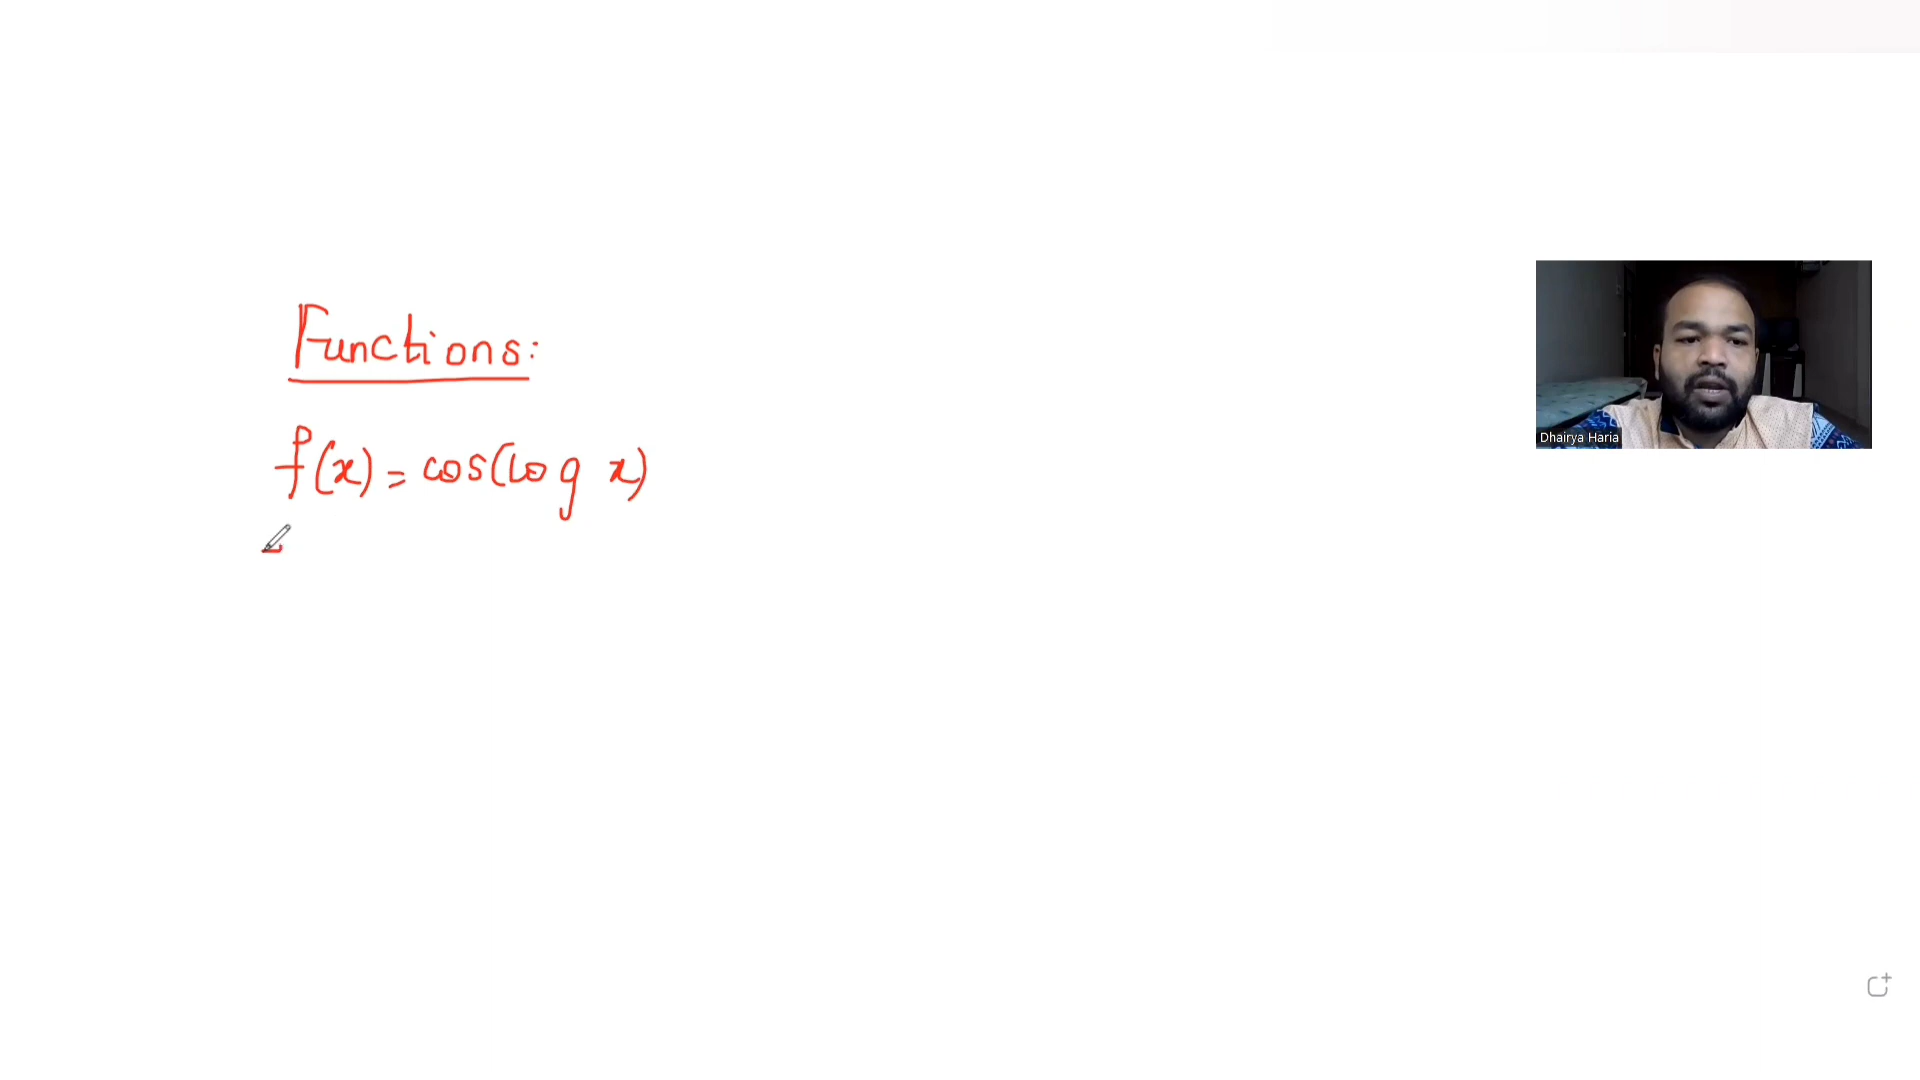 Functions:
f(x) = cos(log x)
Dhairya Haria